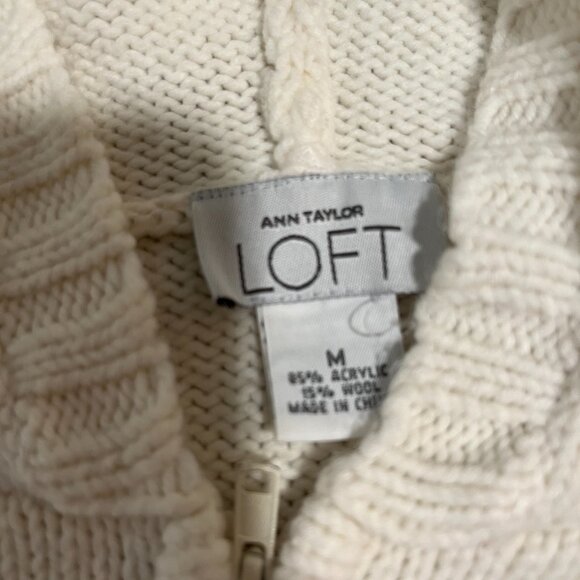 ANN TAYLOR
LOFT
M
85% ACRYLIC
15% WOOL
MADE IN